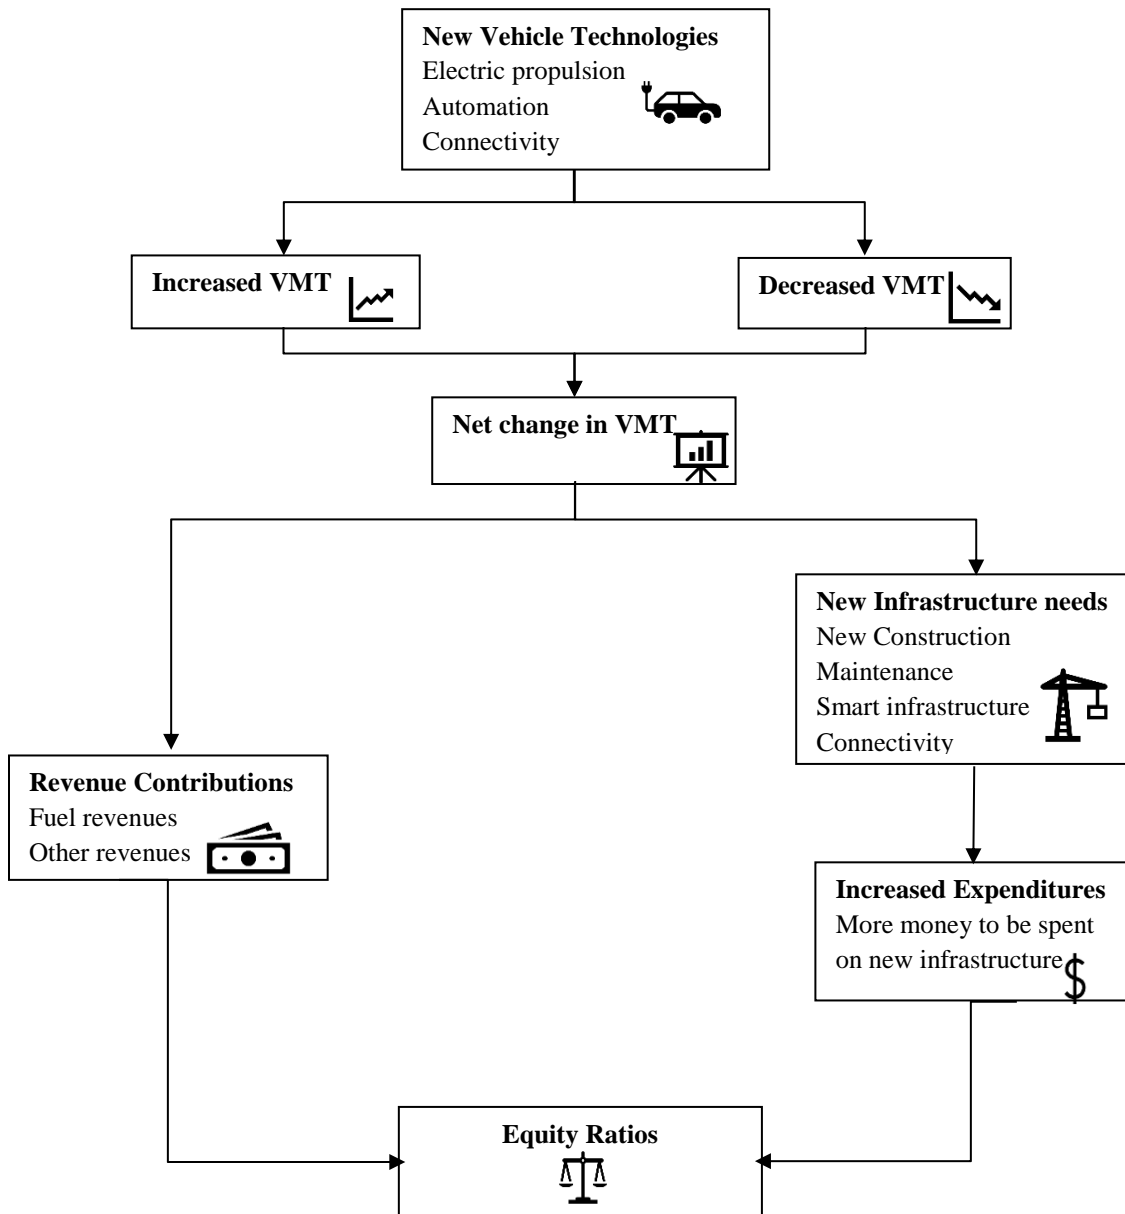 New Vehicle Technologies
Electric propulsion
Automation
Connectivity
Increased VMT
Decreased VMT
Net change in VMT
New Infrastructure needs
New Construction
Maintenance
Smart infrastructure
Connectivity
Revenue Contributions
Fuel revenues
Other revenues
Increased Expenditures
More money to be spent
on new infrastructure
$
Equity Ratios